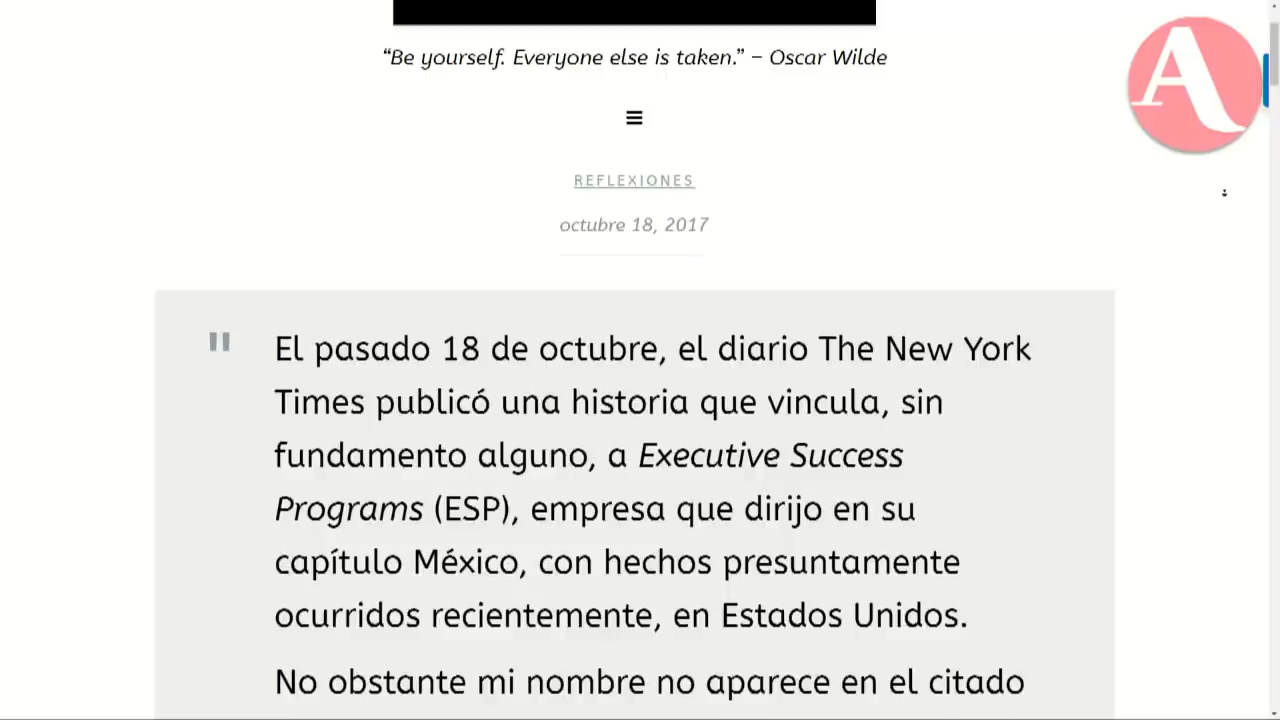 “Be yourself. Everyone else is taken.” – Oscar Wilde
A
REFLEXIONES
octubre 18, 2017
" El pasado 18 de octubre, el diario The New York
Times publicó una historia que vincula, sin
fundamento alguno, a Executive Success
Programs (ESP), empresa que dirijo en su
capítulo México, con hechos presuntamente
ocurridos recientemente, en Estados Unidos.
No obstante mi nombre no aparece en el citado